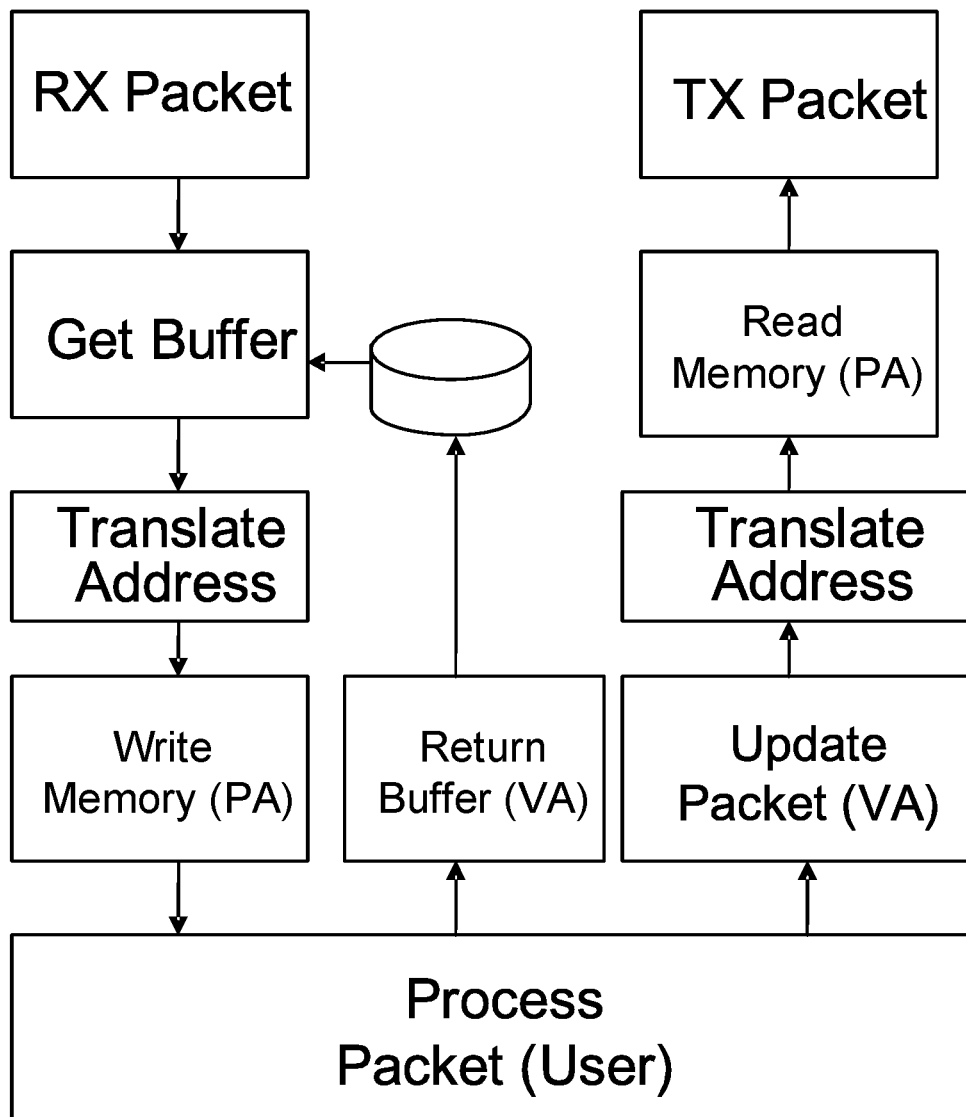 RX Packet
TX Packet
Get Buffer
Read
Memory (PA)
Translate
Address
Translate
Address
Write
Memory (PA)
Return
Buffer (VA)
Update
Packet (VA)
Process
Packet (User)